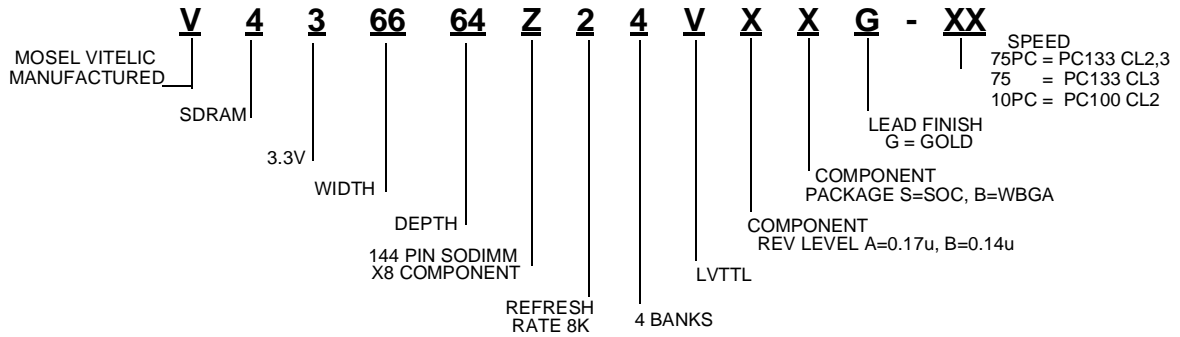 V 4 3 66 64 Z 2 4 V X X G - XX
MOSEL VITELIC
MANUFACTURED
SPEED
75PC = PC133 CL2,3
75 = PC133 CL3
10PC = PC100 CL2
SDRAM
LEAD FINISH
G = GOLD
3.3V
COMPONENT
PACKAGE S=SOC, B=WBGA
WIDTH
DEPTH
COMPONENT
REV LEVEL A=0.17u, B=0.14u
144 PIN SODIMM
X8 COMPONENT
LVTTL
REFRESH
RATE 8K
4 BANKS